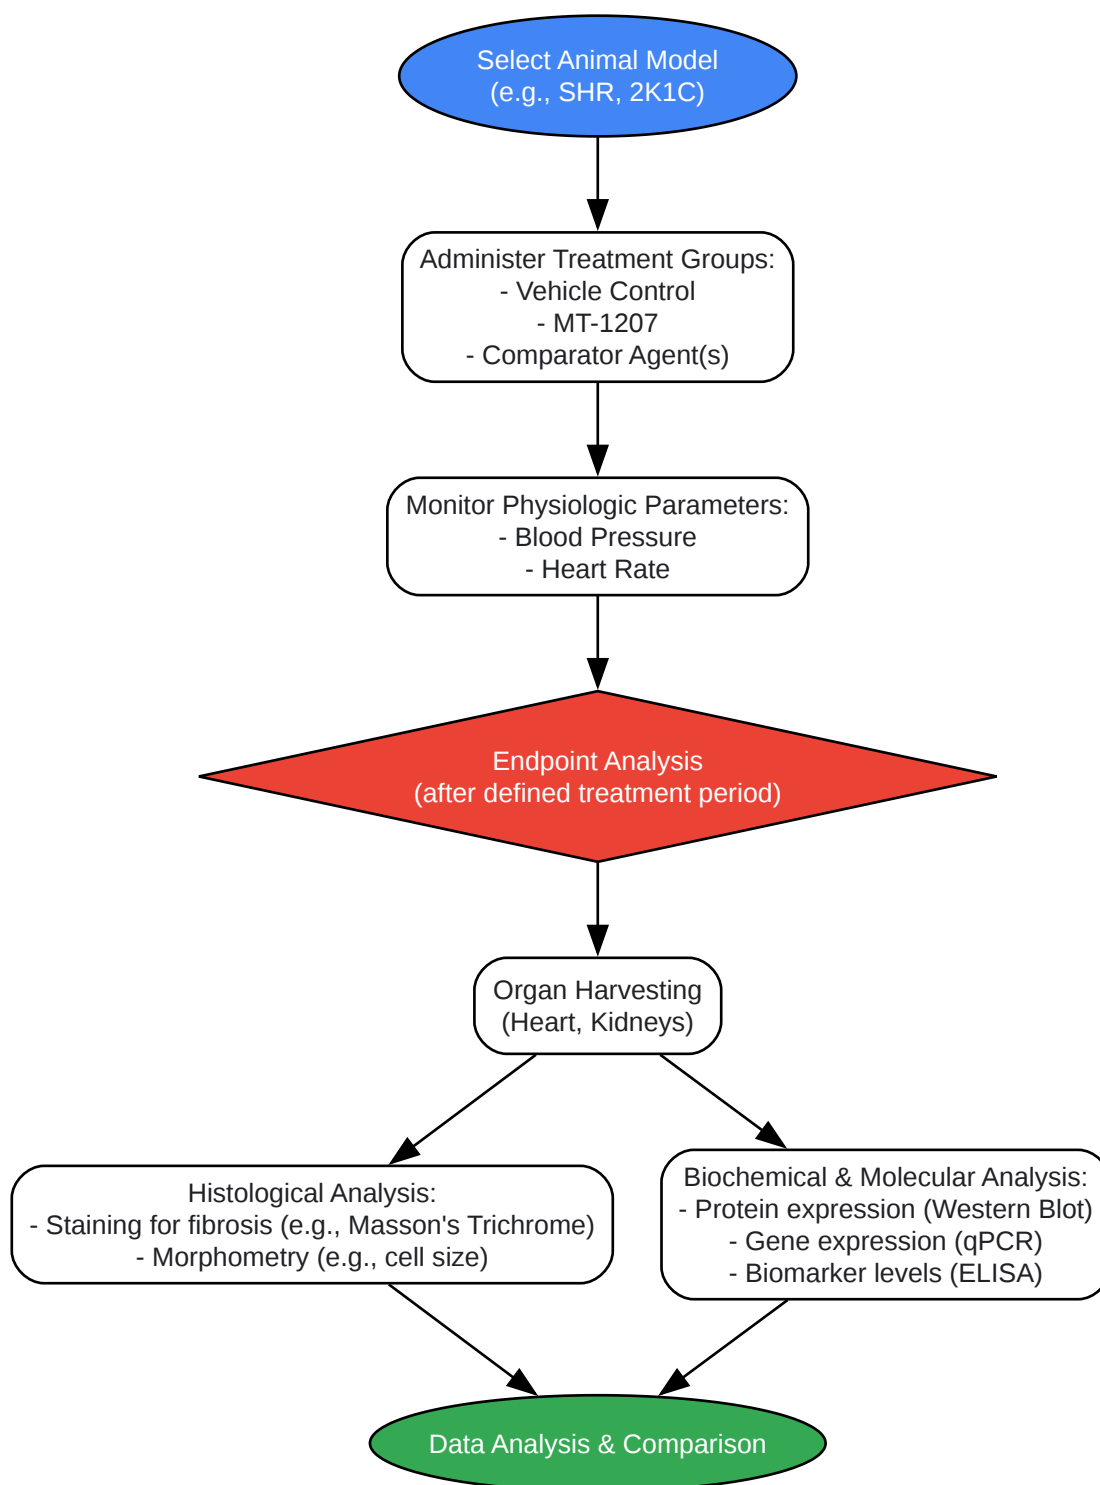 Select Animal Model
(e.g., SHR, 2K1C)
Administer Treatment Groups:
- Vehicle Control
- MT-1207
- Comparator Agent(s)
Monitor Physiologic Parameters:
- Blood Pressure
- Heart Rate
Endpoint Analysis
(after defined treatment period)
Organ Harvesting
(Heart, Kidneys)
Histological Analysis:
- Staining for fibrosis (e.g., Masson's Trichrome)
- Morphometry (e.g., cell size)
Biochemical & Molecular Analysis:
- Protein expression (Western Blot)
- Gene expression (qPCR)
- Biomarker levels (ELISA)
Data Analysis & Comparison